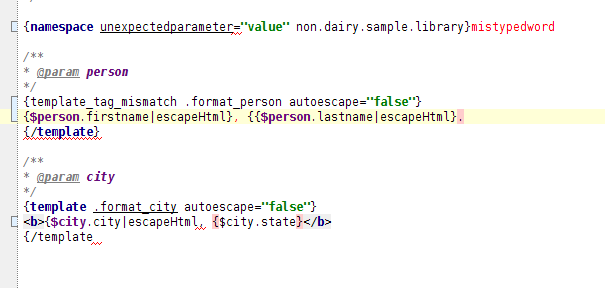 {namespace unexpectedparameter="value" non.dairy.sample.library}mistypedword
/**
* @param person
*/
{template_tag_mismatch .format_person autoescape="false"}
{$person.firstname|escapeHtml}, {{$person.lastname|escapeHtml}.
{/template}
/**
* @param city
*/
{template .format_city autoescape="false"}
<b>{$city.city|escapeHtml, {$city.state}</b>
{/template